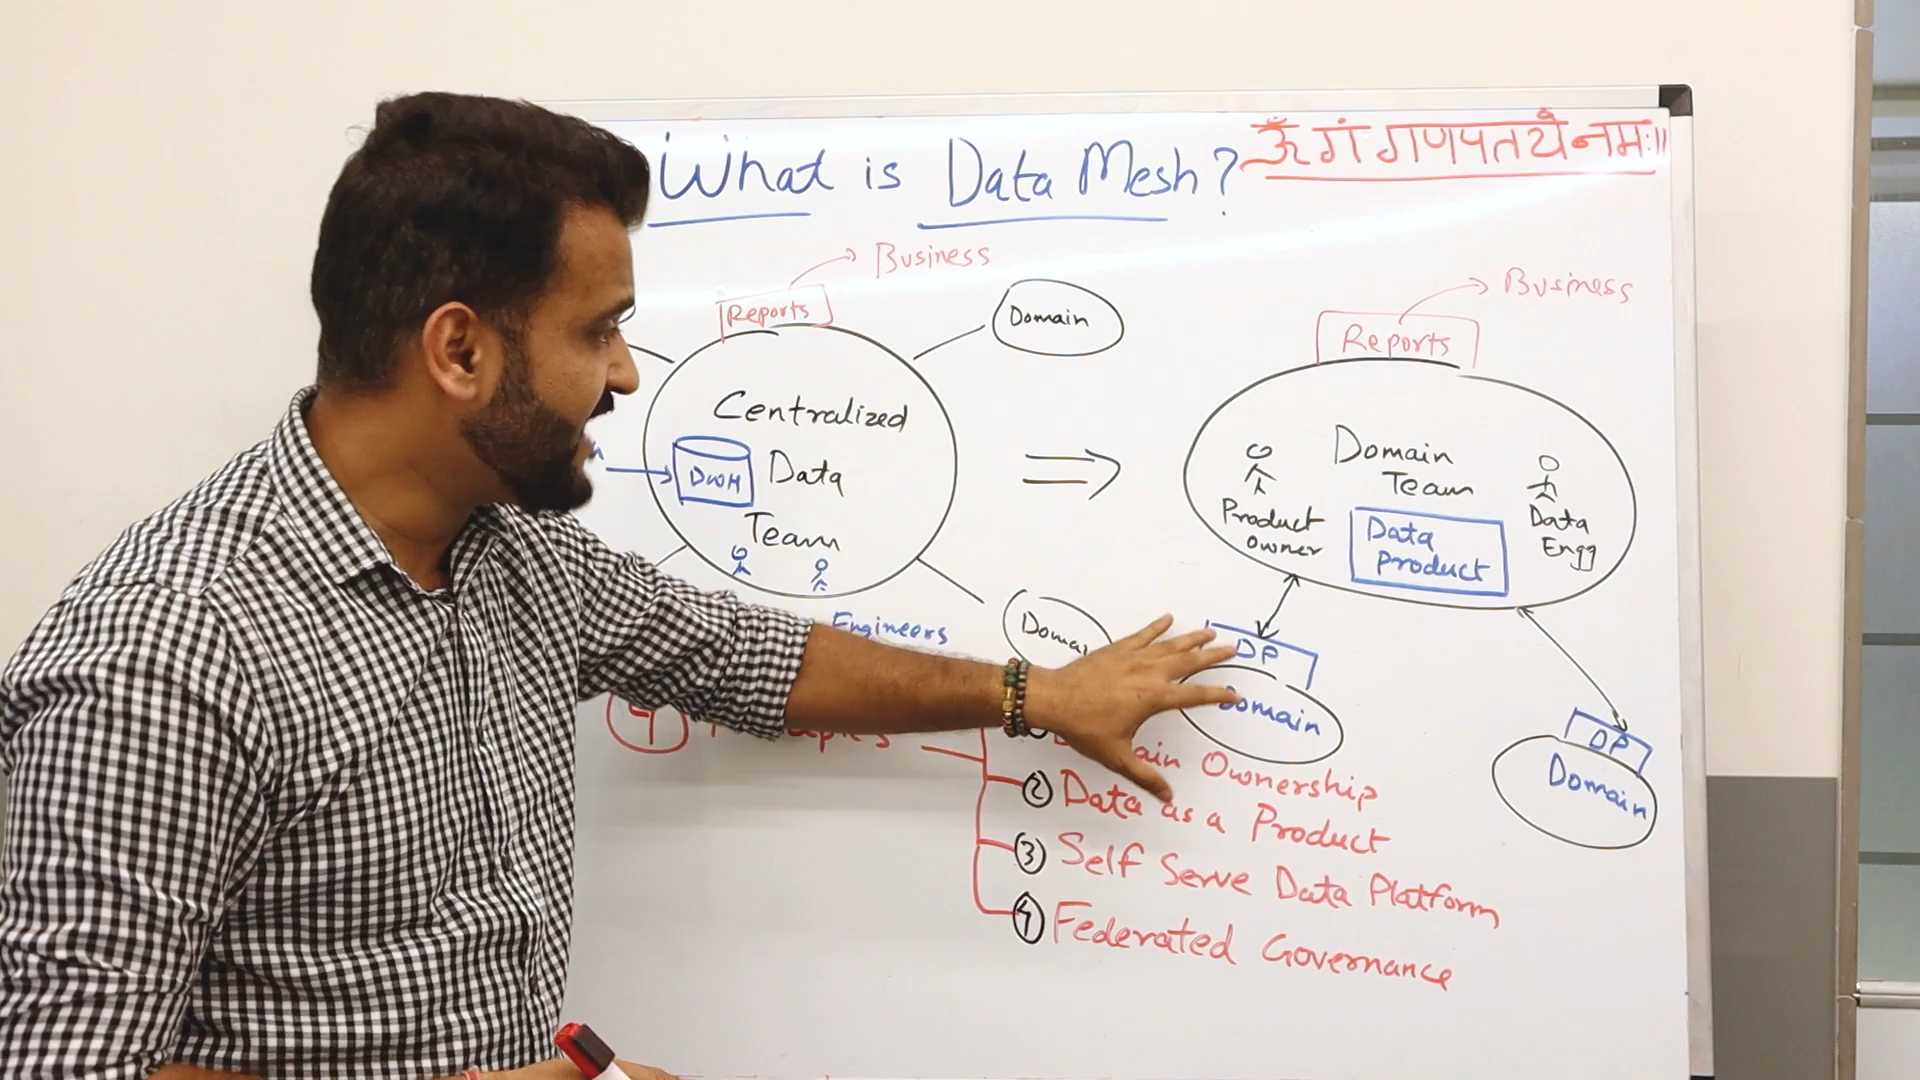 What is Data Mesh?
ॐ गं गणपतये नमः॥
Business
Reports
Domain
Centralized
DWH
Data
Team
Engineers
Business
Reports
Domain
Team
Product
Owner
Data
Product
Data
Engg
DP
Domain
DP
Domain
4
Ownership
2 Data as a Product
3 Self Serve Data Platform
4 Federated Governance